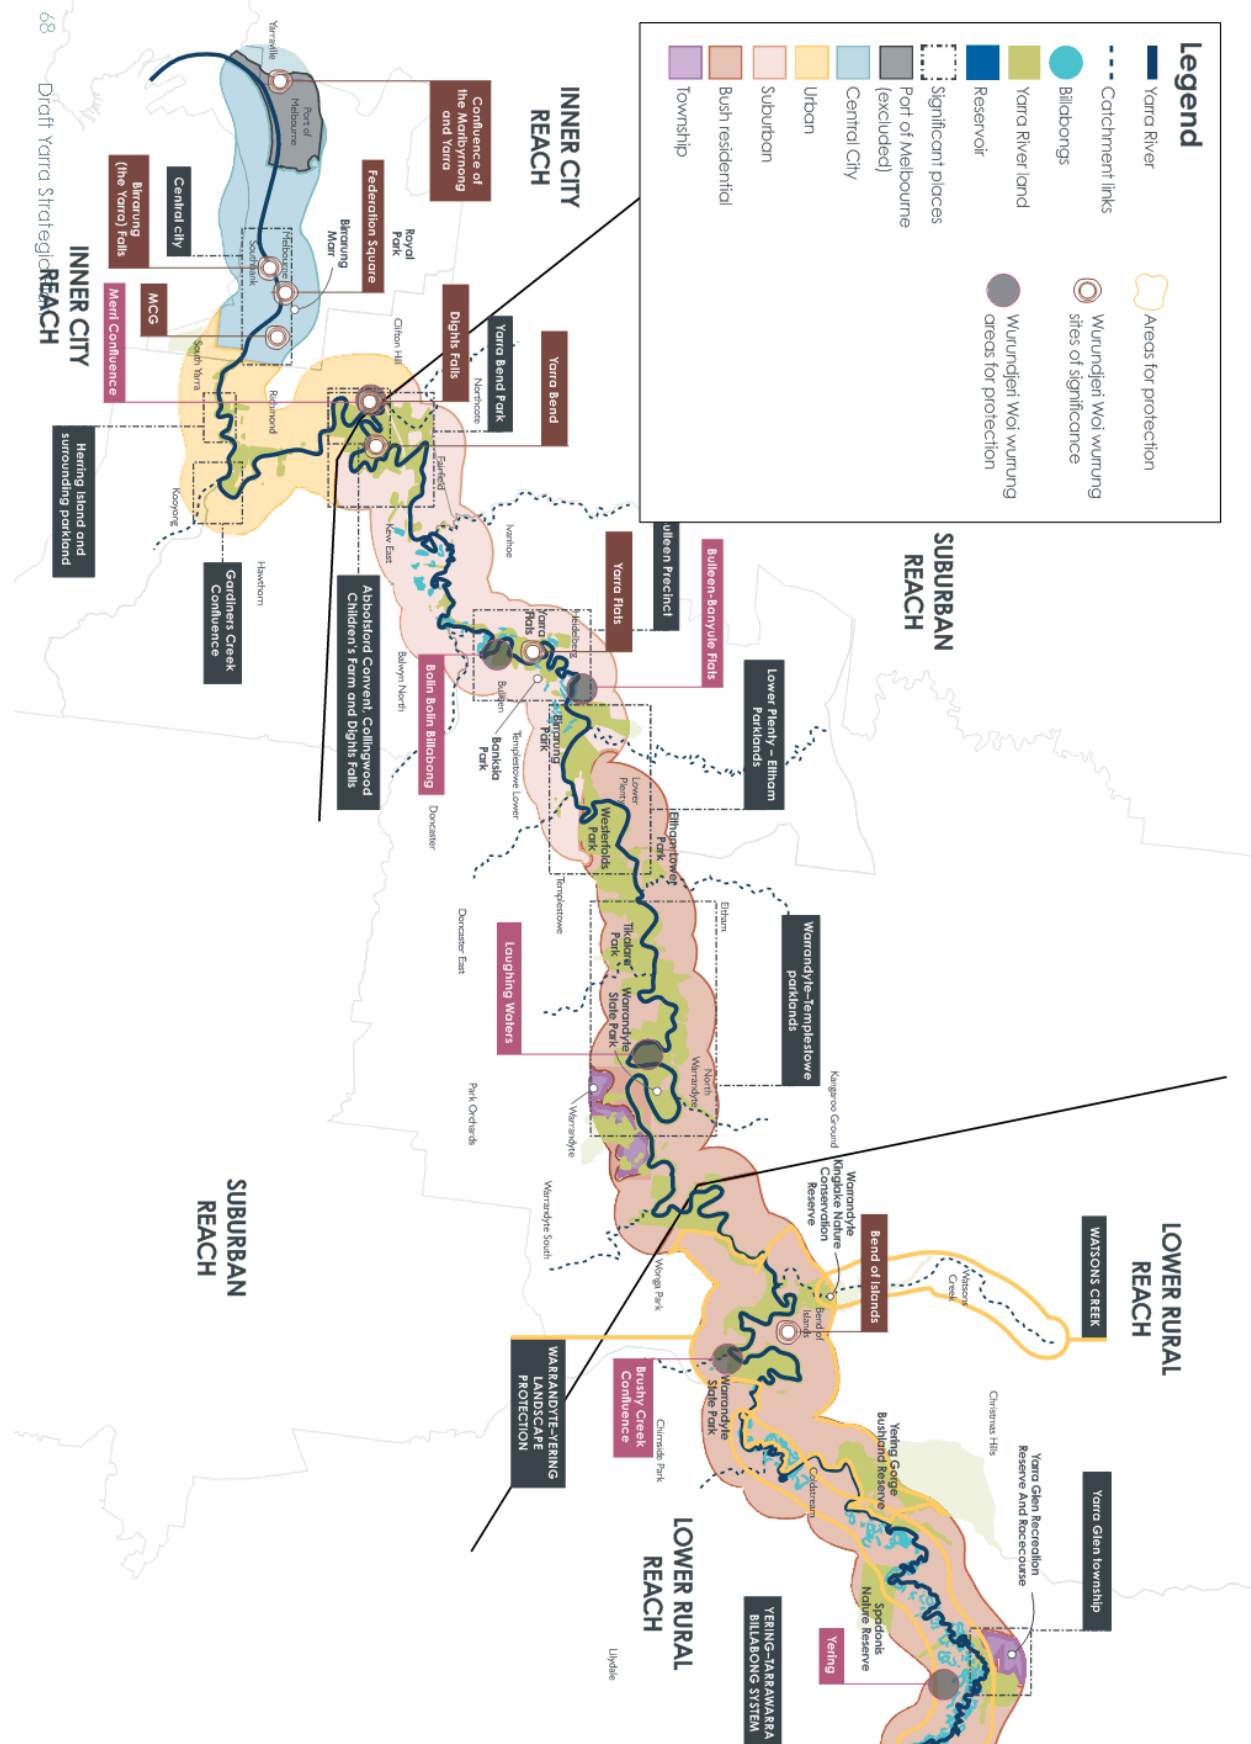 68
Draft Yarra Strategic
Legend
Yarra River
Catchment links
Billabongs
Yarra River land
Reservoir
Significant places
Port of Melbourne
(excluded)
Central City
Urban
Suburban
Bush residential
Township
Areas for protection
Wurundjeri Woi wurrung
sites of significance
Wurundjeri Woi wurrung
areas for protection
INNER CITY
REACH
INNER CITY
REACH
SUBURBAN
REACH
SUBURBAN
REACH
LOWER RURAL
REACH
LOWER RURAL
REACH
Yarraville
Port of
Melbourne
Confluence of
the Maribyrnong
and Yarra
Federation Square
Birrarung
Marr
Royal
Park
Central city
Birrarung
(the Yarra) Falls
MCG
Merri Confluence
Melbourne
Southbank
South Yarra
Richmond
Clifton Hill
Dights Falls
Yarra Bend Park
Yarra Bend
Northcote
Fairfield
Herring Island and
surrounding parkland
Kooyong
Hawthorn
Gardiners Creek
Confluence
Kew East
Ivanhoe
Abbotsford Convent, Collingwood
Children's Farm and Dights Falls
Balwyn North
Bolin Bolin Billabong
Yarra Flats
ulleen Precinct
Bulleen-Banyule Flats
Heidelberg
Yarra
Flats
Bulleen
Banksia
Park
Birrarung
Park
Templestowe Lower
Doncaster
Lower Plenty – Eltham
Parklands
Lower
Plenty
Westerfolds
Park
Eltham Lower
Park
Templestowe
Doncaster East
Eltham
Warrandyte–Templestowe
parklands
Tikalara
Park
Warrandyte
State Park
Laughing Waters
North
Warrandyte
Warrandyte
Park Orchards
Kangaroo Ground
Warrandyte South
Wonga Park
Warrandyte
Kinglake Nature
Conservation
Reserve
Bend of Islands
Bend of
Islands
Watsons
Creek
WATSONS CREEK
WARRANDYTE–YERING
LANDSCAPE
PROTECTION
Brushy Creek
Confluence
Warrandyte
State Park
Chirnside Park
Coldstream
Christmas Hills
Yering Gorge
Bushland Reserve
Yarra Glen Recreation
Reserve And Racecourse
Yarra Glen township
Spadonis
Nature Reserve
Yering
YERING–TARRAWARRA
BILLABONG SYSTEM
Lilydale